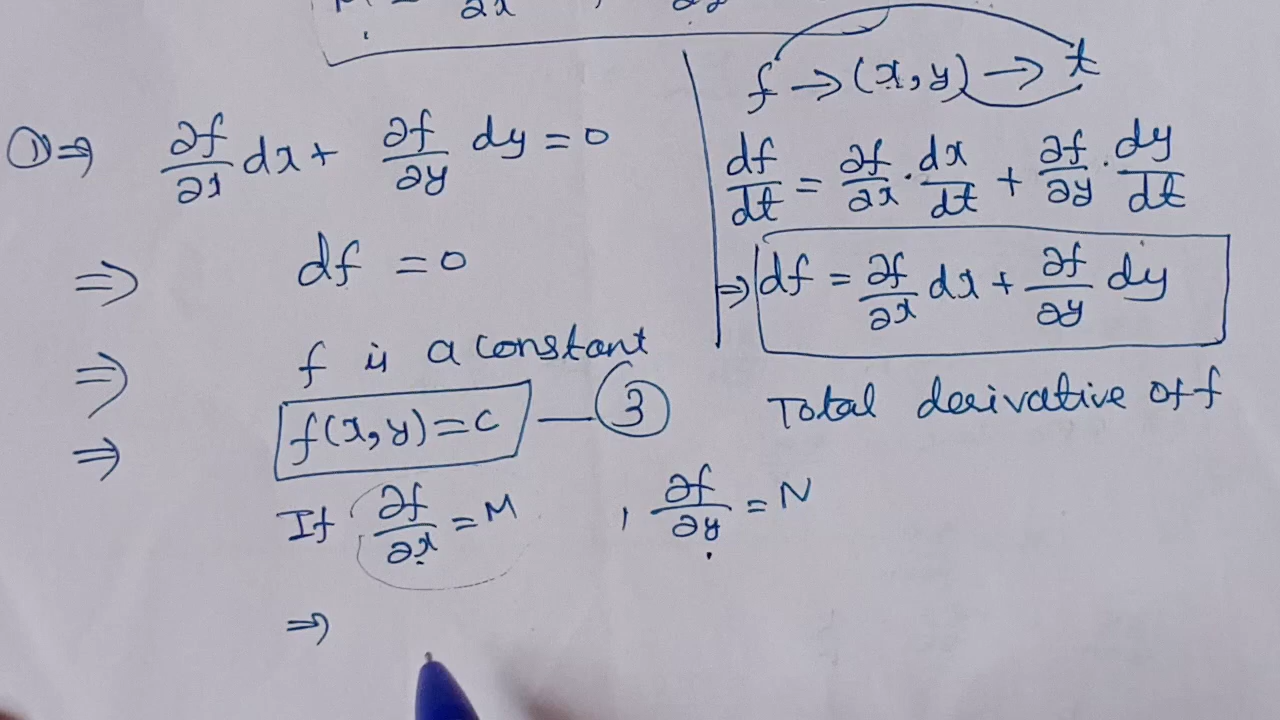 ∂x , ∂y
①⇒ ∂f/∂x dx + ∂f/∂y dy = 0
⇒ df = 0
⇒ f is a constant
⇒ f(x,y) = c — ③
If ∂f/∂x = M , ∂f/∂y = N
⇒
f → (x,y) → t
df/dt = ∂f/∂x · dx/dt + ∂f/∂y · dy/dt
⇒ df = ∂f/∂x dx + ∂f/∂y dy
Total derivative of f